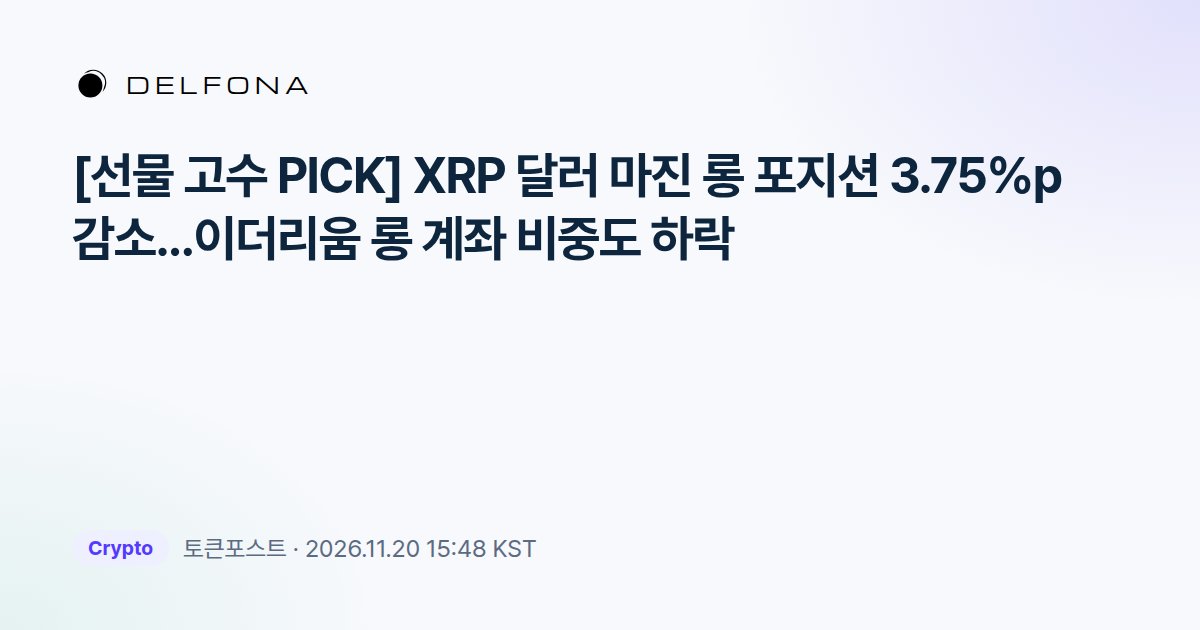 DELFONA
[선물 고수 PICK] XRP 달러 마진 롱 포지션 3.75%p
감소...이더리움 롱 계좌 비중도 하락
Crypto 토큰포스트 · 2026.11.20 15:48 KST